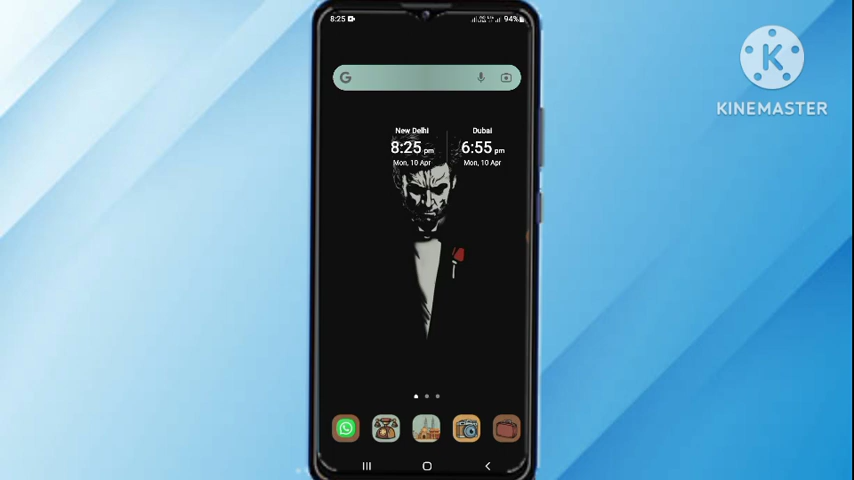 8:25
94%
G
New Delhi
Dubai
8:25 pm
6:55 pm
Mon, 10 Apr
Mon, 10 Apr
K
KINEMASTER